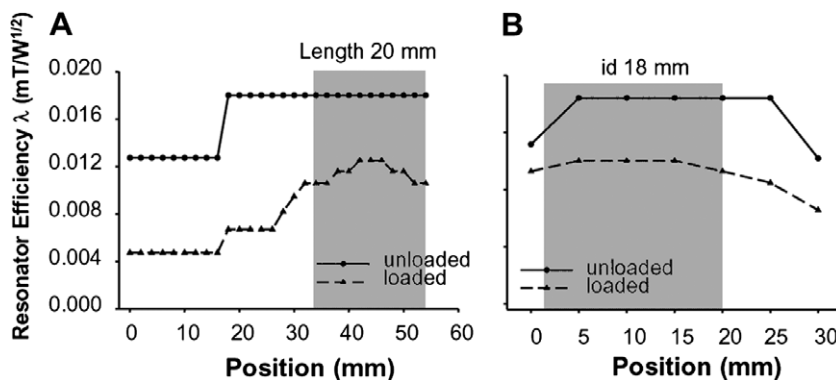 A
B
Length 20 mm
id 18 mm
Resonator Efficiency λ (mT/W1/2)
0.020
0.016
0.012
0.008
0.004
0.000
unloaded
loaded
unloaded
loaded
0 10 20 30 40 50 60
0 5 10 15 20 25 30
Position (mm)
Position (mm)